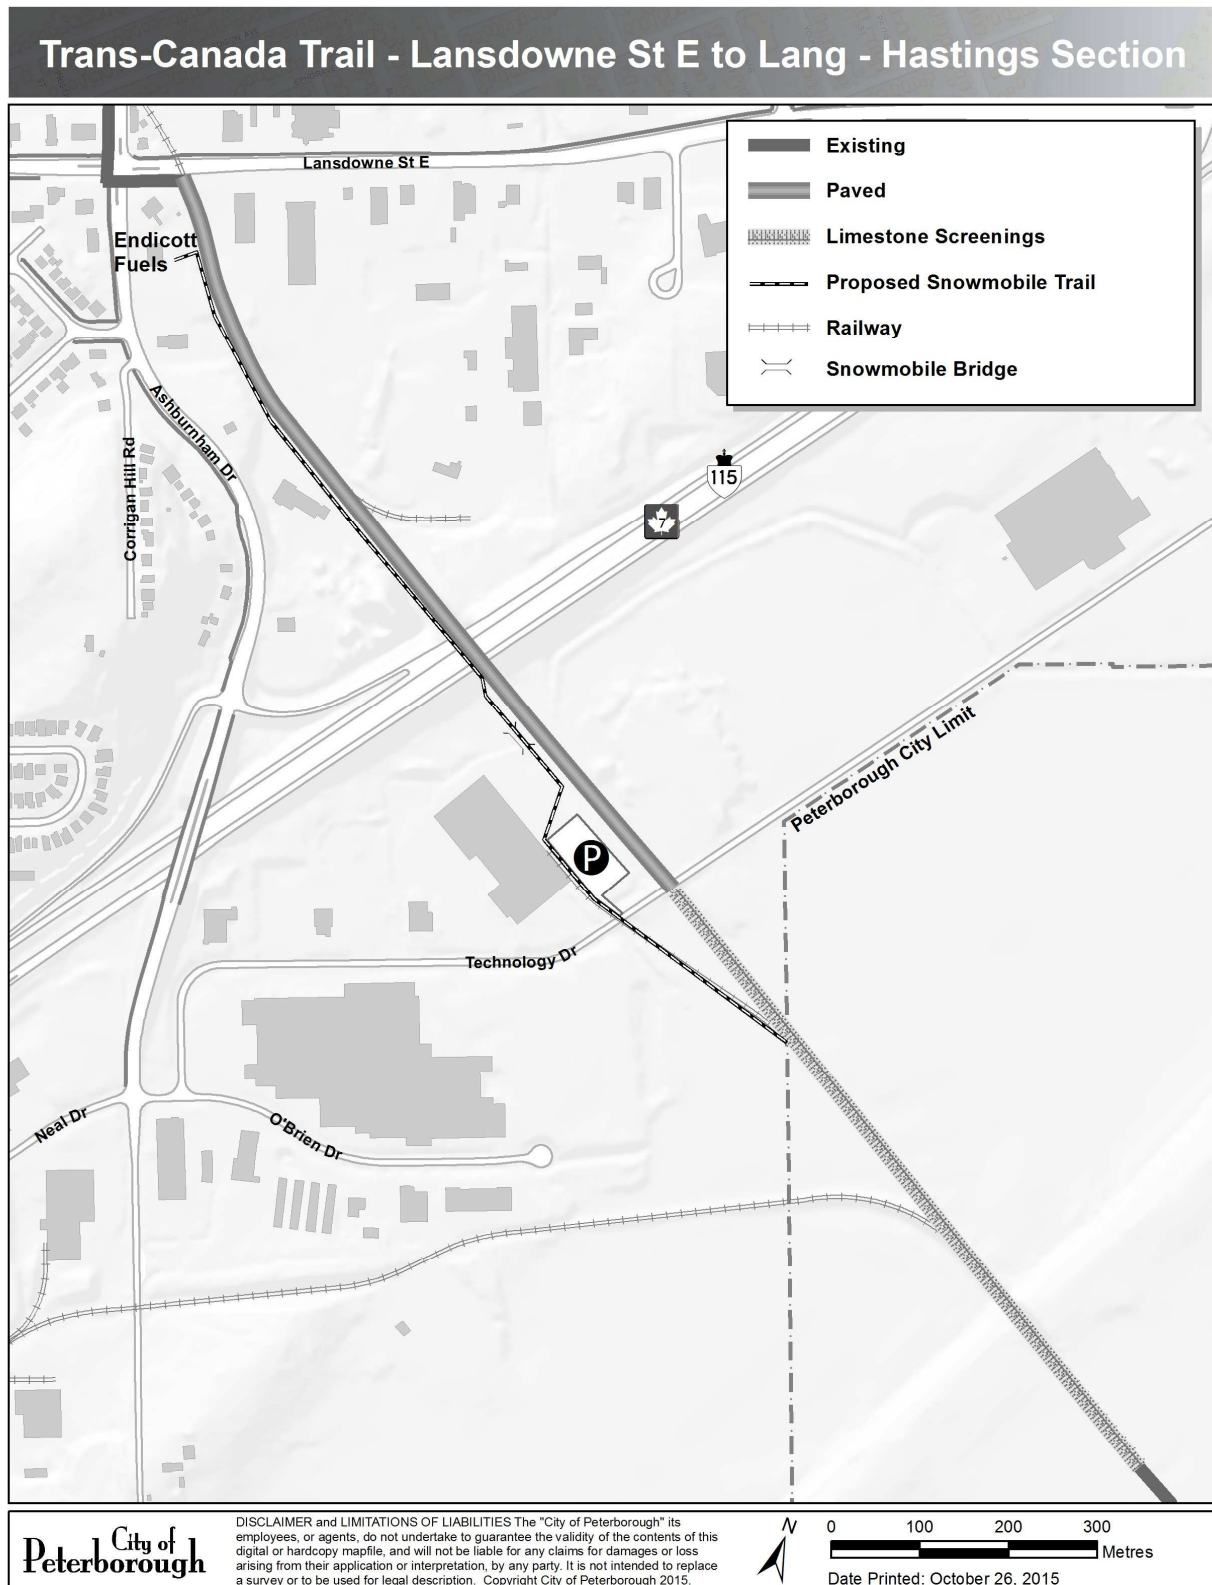 Trans-Canada Trail - Lansdowne St E to Lang - Hastings Section
Lansdowne St E
Existing
Paved
Limestone Screenings
Proposed Snowmobile Trail
Railway
Snowmobile Bridge
Endicott
Fuels
Ashburnham Dr
Corrigan Hill Rd
115
7
Peterborough City Limit
P
Technology Dr
Neal Dr
O'Brien Dr
City of
Peterborough
DISCLAIMER and LIMITATIONS OF LIABILITIES The "City of Peterborough" its
employees, or agents, do not undertake to guarantee the validity of the contents of this
digital or hardcopy mapfile, and will not be liable for any claims for damages or loss
arising from their application or interpretation, by any party. It is not intended to replace
a survey or to be used for legal description. Copyright City of Peterborough 2015.
N
0 100 200 300
Metres
Date Printed: October 26, 2015